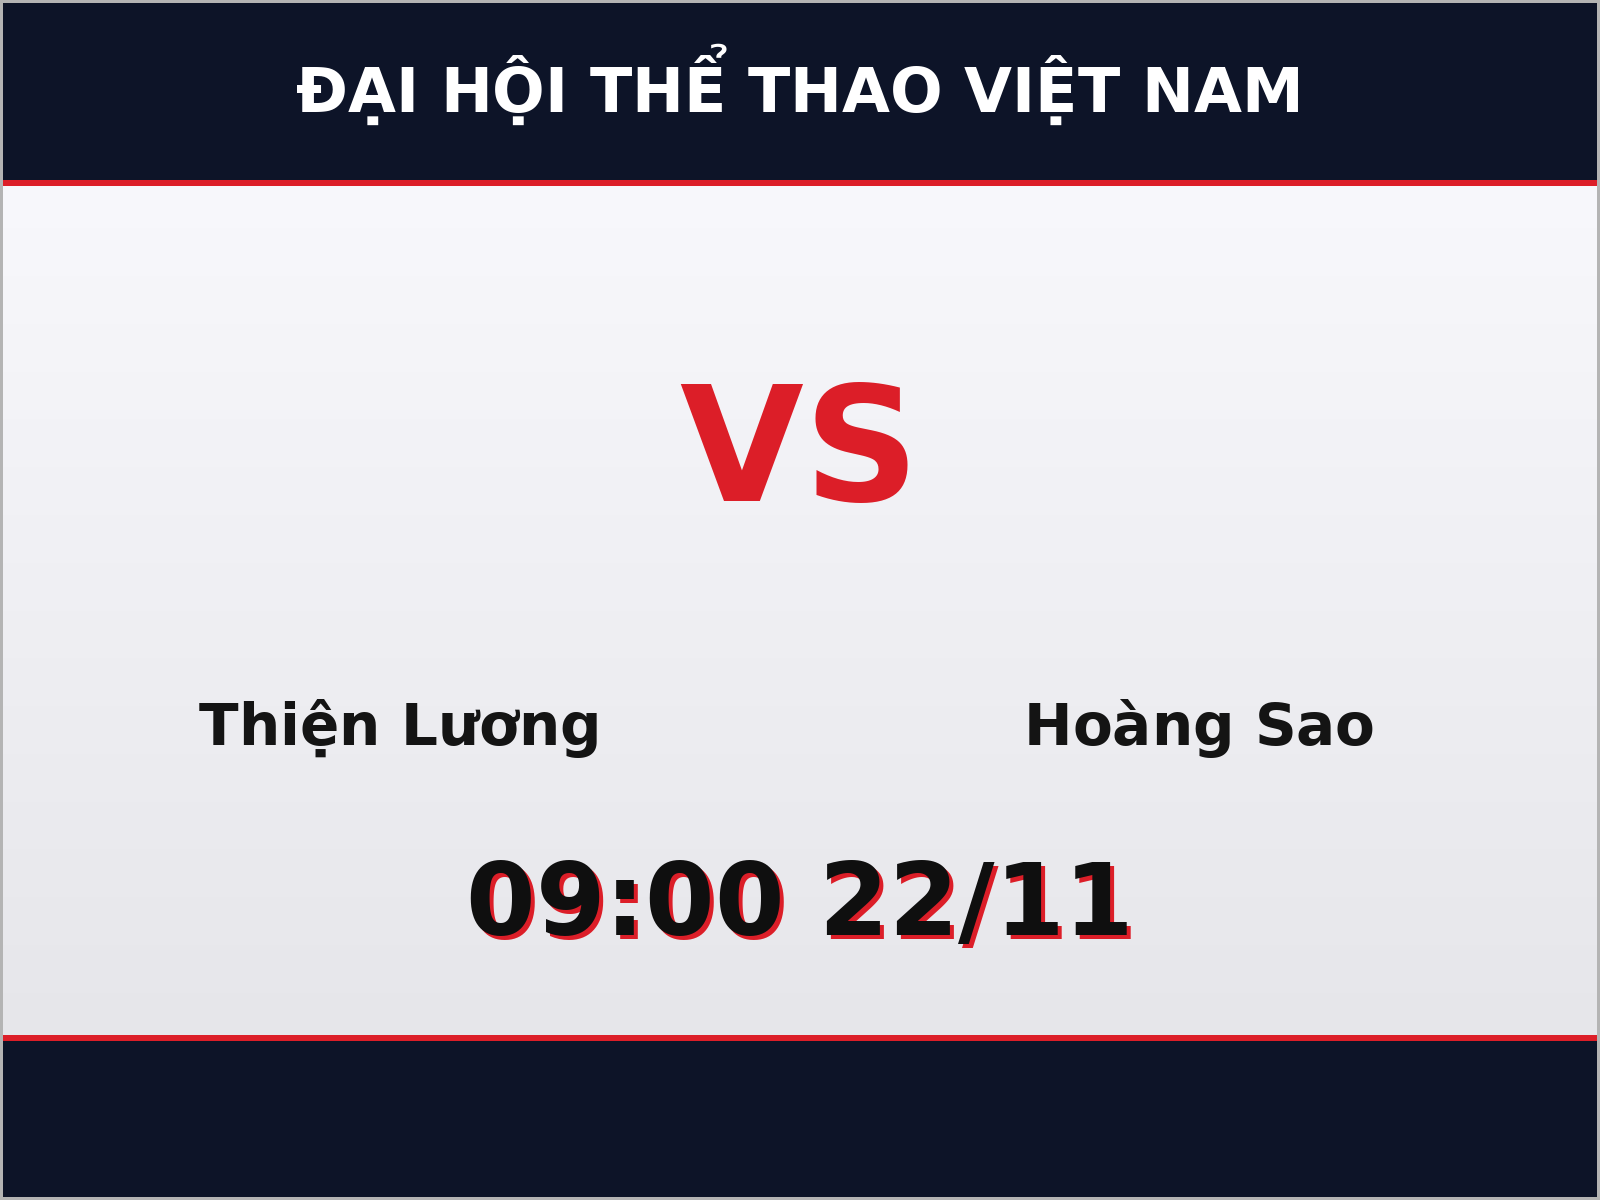 ĐẠI HỘI THỂ THAO VIỆT NAM
VS
Thiện Lương
Hoàng Sao
09:00 22/11